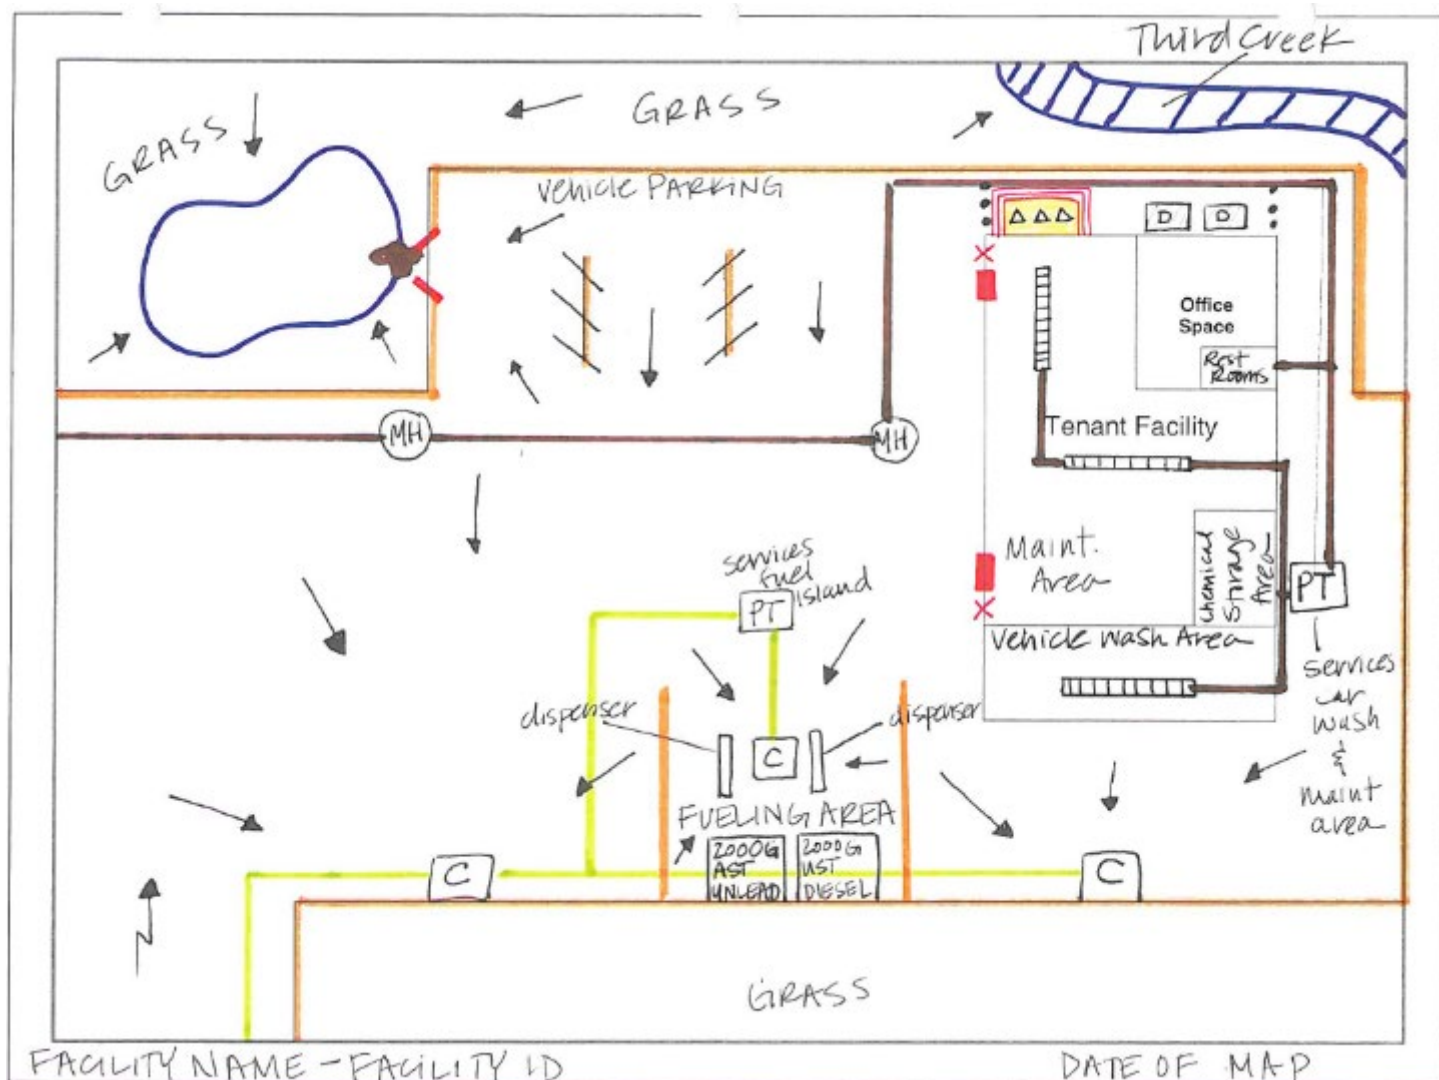 Third Creek
GRASS
GRASS
vehicle PARKING
D
D
Office
Space
Rest
Rooms
MH
MH
Tenant Facility
Maint.
Area
Chemical
Storage
Area
PT
services
fuel
island
PT
vehicle wash Area
services
car
wash
&
maint
area
dispenser
dispenser
C
FUELING AREA
2000G
AST
UNLEAD
2000G
UST
DIESEL
C
C
N
GRASS
FACILITY NAME - FACILITY ID
DATE OF MAP